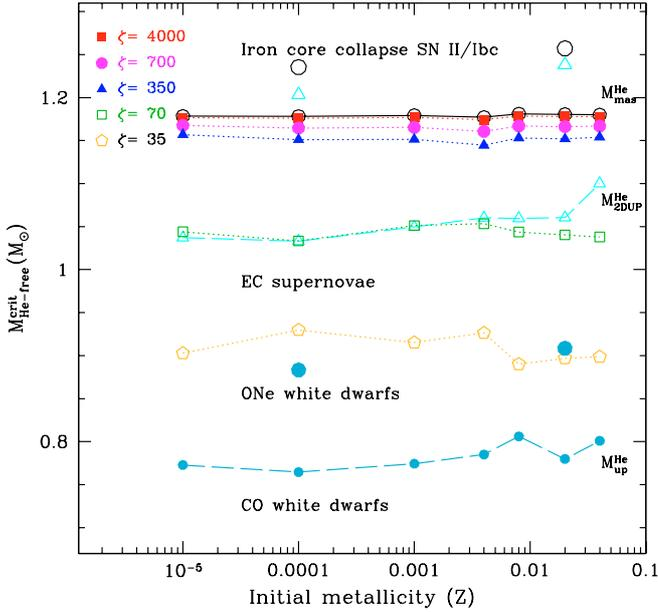 Iron core collapse SN II/Ibc
ζ= 4000
ζ= 700
ζ= 350
ζ= 70
ζ= 35
1.2
M^He_mas
M^He_2DUP
1
EC supernovae
ONe white dwarfs
0.8
M^He_up
CO white dwarfs
M^crit_He-free (M_⊙)
10^-5
0.0001
0.001
0.01
0.1
Initial metallicity (Z)